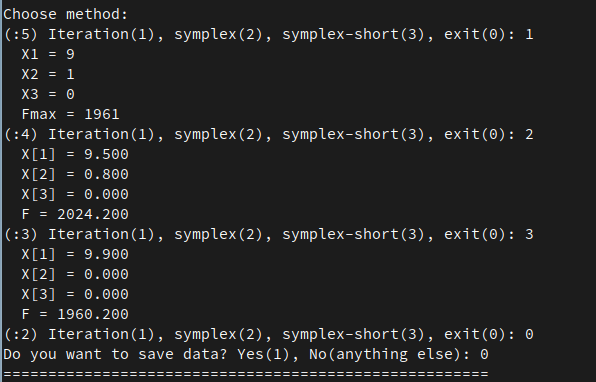 Choose method:
(:5) Iteration(1), symplex(2), symplex-short(3), exit(0): 1
  X1 = 9
  X2 = 1
  X3 = 0
  Fmax = 1961
(:4) Iteration(1), symplex(2), symplex-short(3), exit(0): 2
  X[1] = 9.500
  X[2] = 0.800
  X[3] = 0.000
  F = 2024.200
(:3) Iteration(1), symplex(2), symplex-short(3), exit(0): 3
  X[1] = 9.900
  X[2] = 0.000
  X[3] = 0.000
  F = 1960.200
(:2) Iteration(1), symplex(2), symplex-short(3), exit(0): 0
Do you want to save data? Yes(1), No(anything else): 0
======================================================